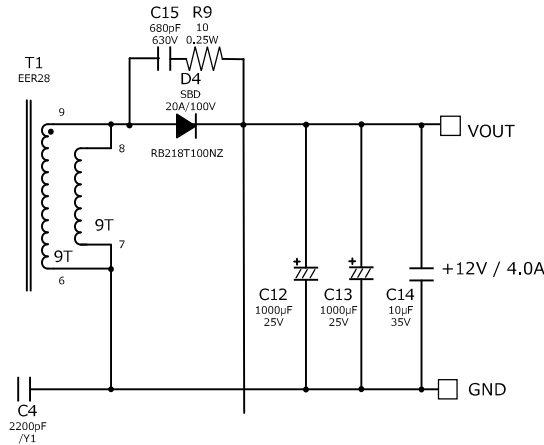 C15 R9
680pF 10
630V 0.25W
T1
EER28
D4
SBD
20A/100V
RB218T100NZ
9
8
VOUT
9T
7
9T
6
+12V / 4.0A
C12
1000μF
25V
C13
1000μF
25V
C14
10μF
35V
GND
C4
2200pF
/Y1